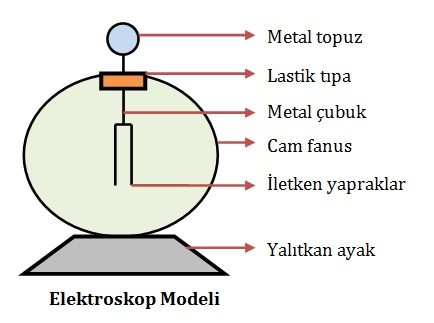 Metal topuz
Lastik tıpa
Metal çubuk
Cam fanus
İletken yapraklar
Yalıtkan ayak
Elektroskop Modeli